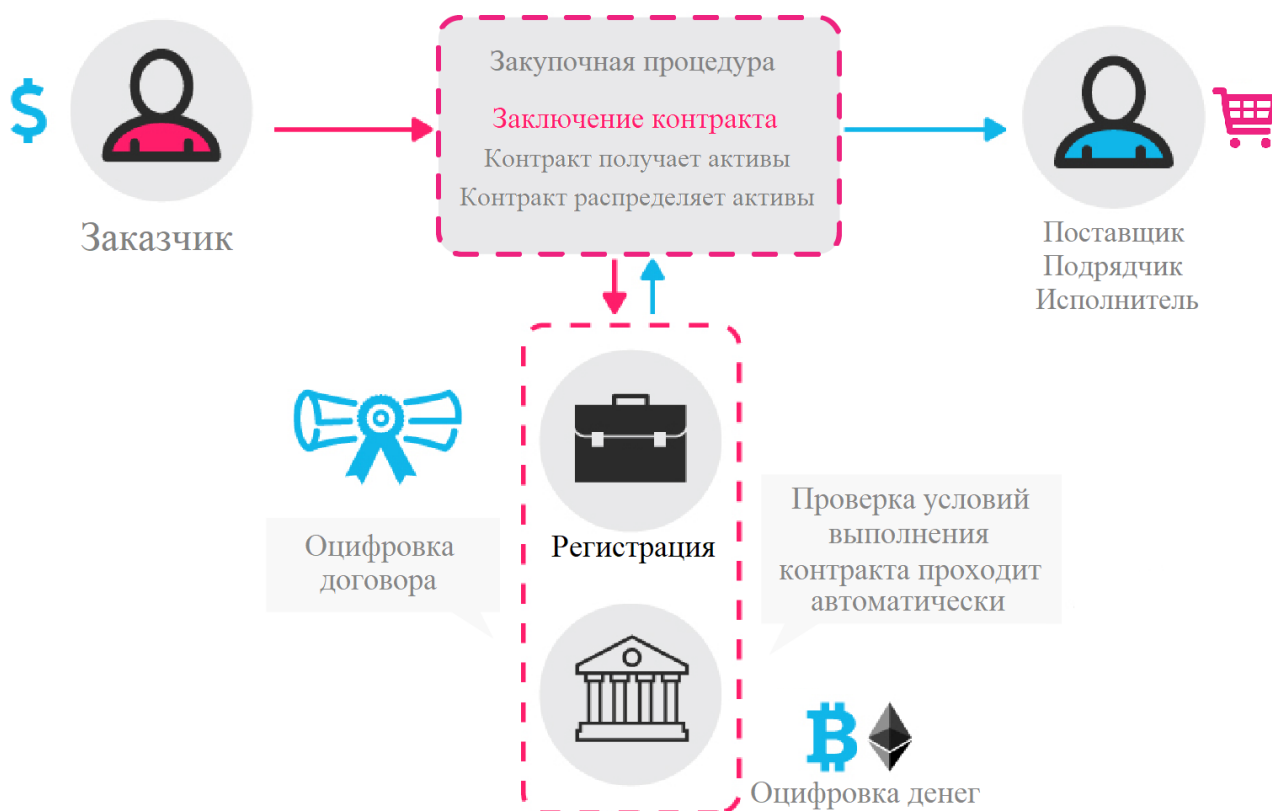 Закупочная процедура
Заключение контракта
Контракт получает активы
Контракт распределяет активы
$
Заказчик
Поставщик
Подрядчик
Исполнитель
Оцифровка
договора
Регистрация
Проверка условий
выполнения
контракта проходит
автоматически
Оцифровка денег